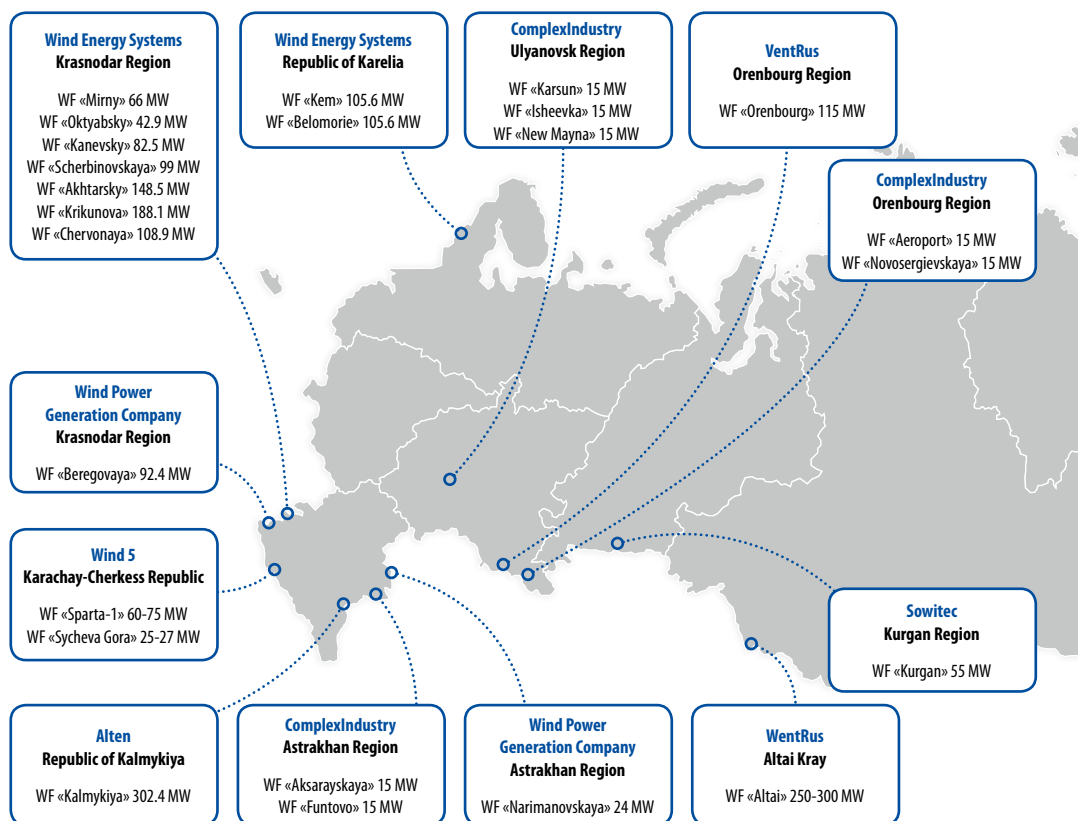 Wind Energy Systems
Krasnodar Region
WF «Mirny» 66 MW
WF «Oktyabsky» 42.9 MW
WF «Kanevsky» 82.5 MW
WF «Scherbinovskaya» 99 MW
WF «Akhtarsky» 148.5 MW
WF «Krikunova» 188.1 MW
WF «Chervonaya» 108.9 MW
Wind Energy Systems
Republic of Karelia
WF «Kem» 105.6 MW
WF «Belomorie» 105.6 MW
ComplexIndustry
Ulyanovsk Region
WF «Karsun» 15 MW
WF «Isheevka» 15 MW
WF «New Mayna» 15 MW
VentRus
Orenbourg Region
WF «Orenbourg» 115 MW
ComplexIndustry
Orenbourg Region
WF «Aeroport» 15 MW
WF «Novosergievskaya» 15 MW
Wind Power
Generation Company
Krasnodar Region
WF «Beregovaya» 92.4 MW
Wind 5
Karachay-Cherkess Republic
WF «Sparta-1» 60-75 MW
WF «Sycheva Gora» 25-27 MW
Sowitec
Kurgan Region
WF «Kurgan» 55 MW
Alten
Republic of Kalmykiya
WF «Kalmykiya» 302.4 MW
ComplexIndustry
Astrakhan Region
WF «Aksarayskaya» 15 MW
WF «Funtovo» 15 MW
Wind Power
Generation Company
Astrakhan Region
WF «Narimanovskaya» 24 MW
WentRus
Altai Kray
WF «Altai» 250-300 MW